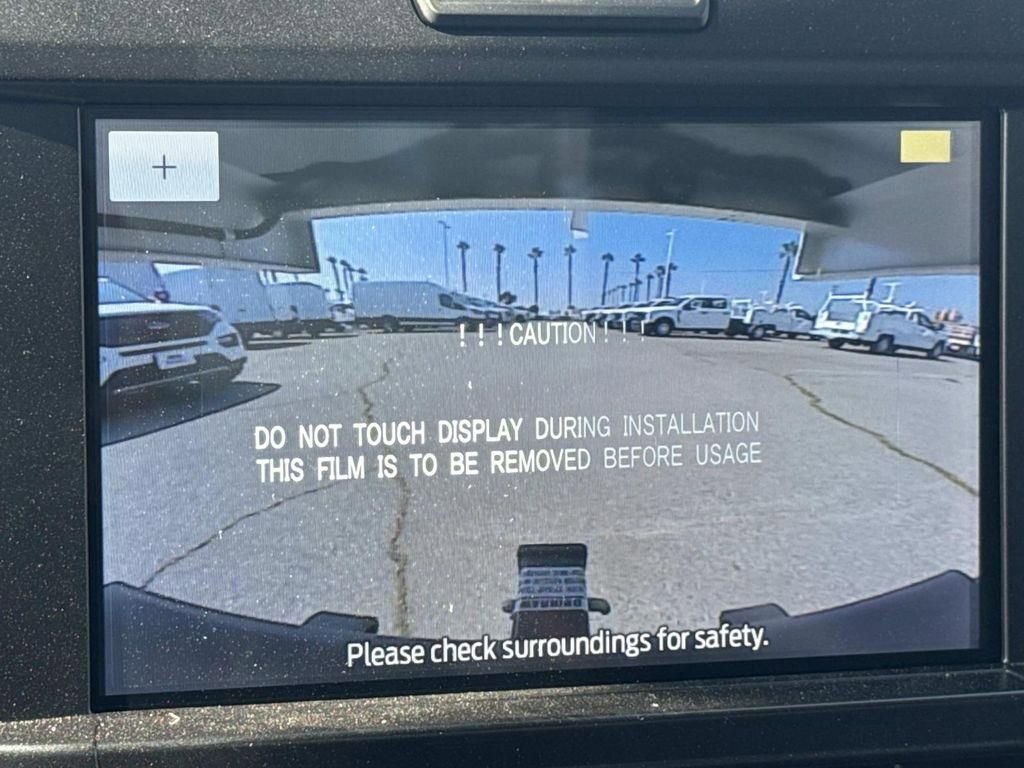 +
! ! ! CAUTION ! ! !
DO NOT TOUCH DISPLAY DURING INSTALLATION
THIS FILM IS TO BE REMOVED BEFORE USAGE
Please check surroundings for safety.